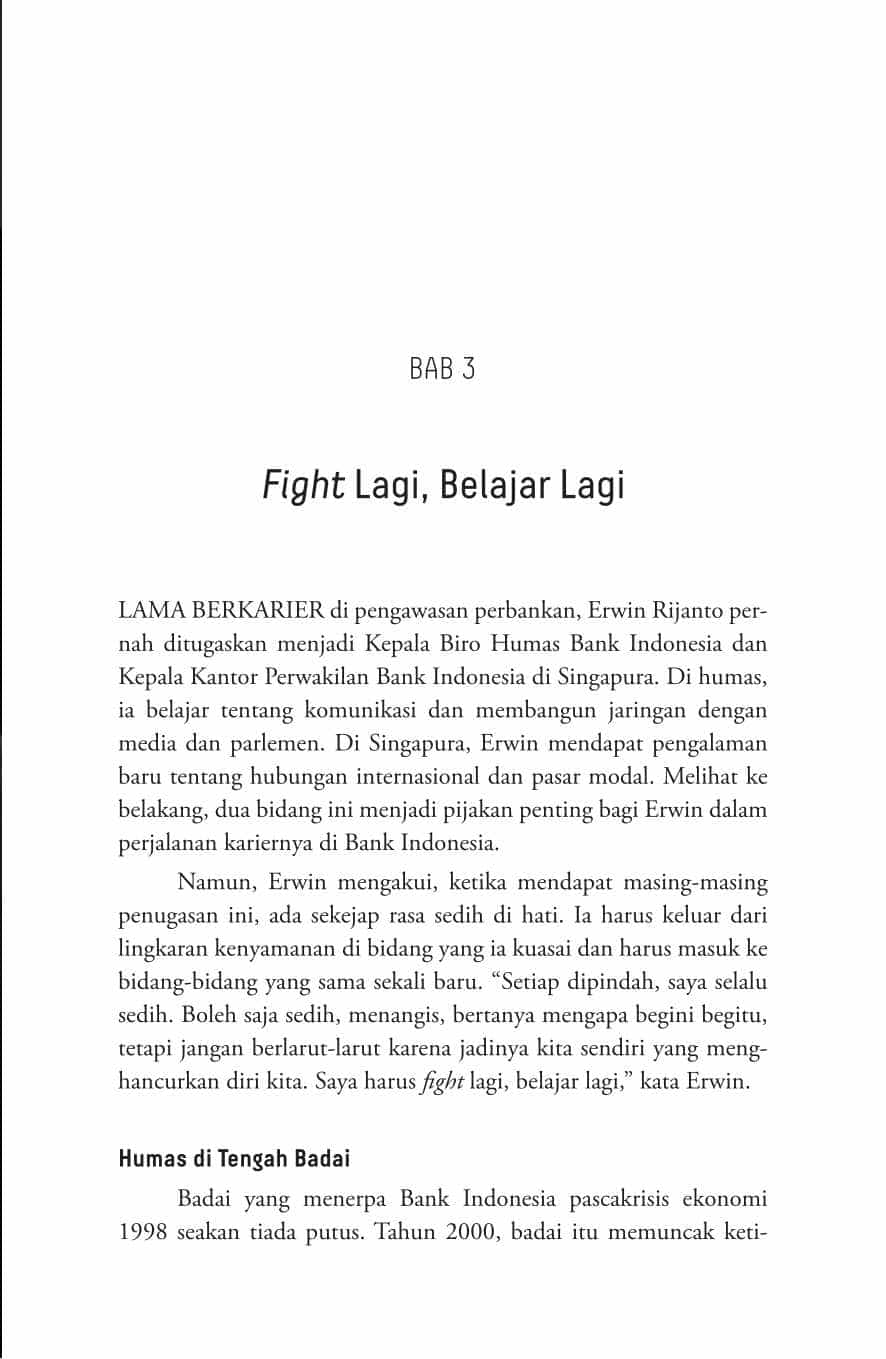 BAB 3
Fight Lagi, Belajar Lagi
LAMA BERKARIER di pengawasan perbankan, Erwin Rijanto per-
nah ditugaskan menjadi Kepala Biro Humas Bank Indonesia dan
Kepala Kantor Perwakilan Bank Indonesia di Singapura. Di humas,
ia belajar tentang komunikasi dan membangun jaringan dengan
media dan parlemen. Di Singapura, Erwin mendapat pengalaman
baru tentang hubungan internasional dan pasar modal. Melihat ke
belakang, dua bidang ini menjadi pijakan penting bagi Erwin dalam
perjalanan kariernya di Bank Indonesia.
Namun, Erwin mengakui, ketika mendapat masing-masing
penugasan ini, ada sekejap rasa sedih di hati. Ia harus keluar dari
lingkaran kenyamanan di bidang yang ia kuasai dan harus masuk ke
bidang-bidang yang sama sekali baru. “Setiap dipindah, saya selalu
sedih. Boleh saja sedih, menangis, bertanya mengapa begini begitu,
tetapi jangan berlarut-larut karena jadinya kita sendiri yang meng-
hancurkan diri kita. Saya harus fight lagi, belajar lagi,” kata Erwin.
Humas di Tengah Badai
Badai yang menerpa Bank Indonesia pascakrisis ekonomi
1998 seakan tiada putus. Tahun 2000, badai itu memuncak keti-